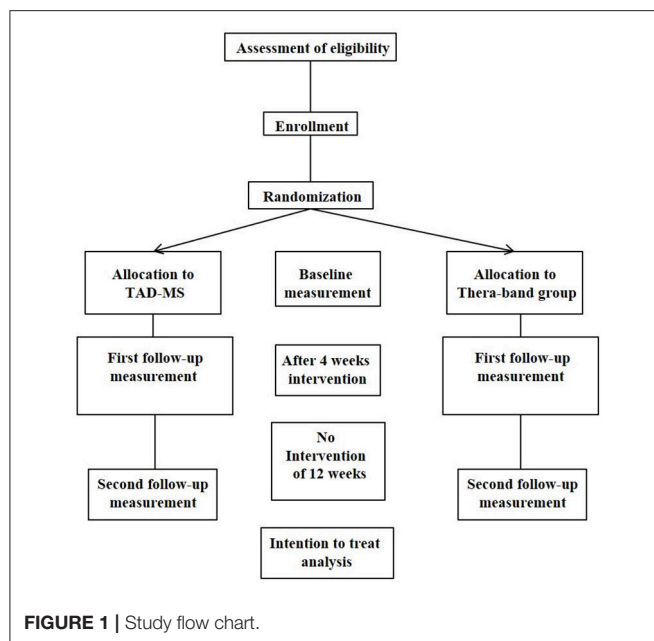 Assessment of eligibility
Enrollment
Randomization
Allocation to
TAD-MS
Baseline
measurement
Allocation to
Thera-band group
First follow-up
measurement
After 4 weeks
intervention
First follow-up
measurement
No
Intervention
of 12 weeks
Second follow-up
measurement
Second follow-up
measurement
Intention to treat
analysis
FIGURE 1 | Study flow chart.